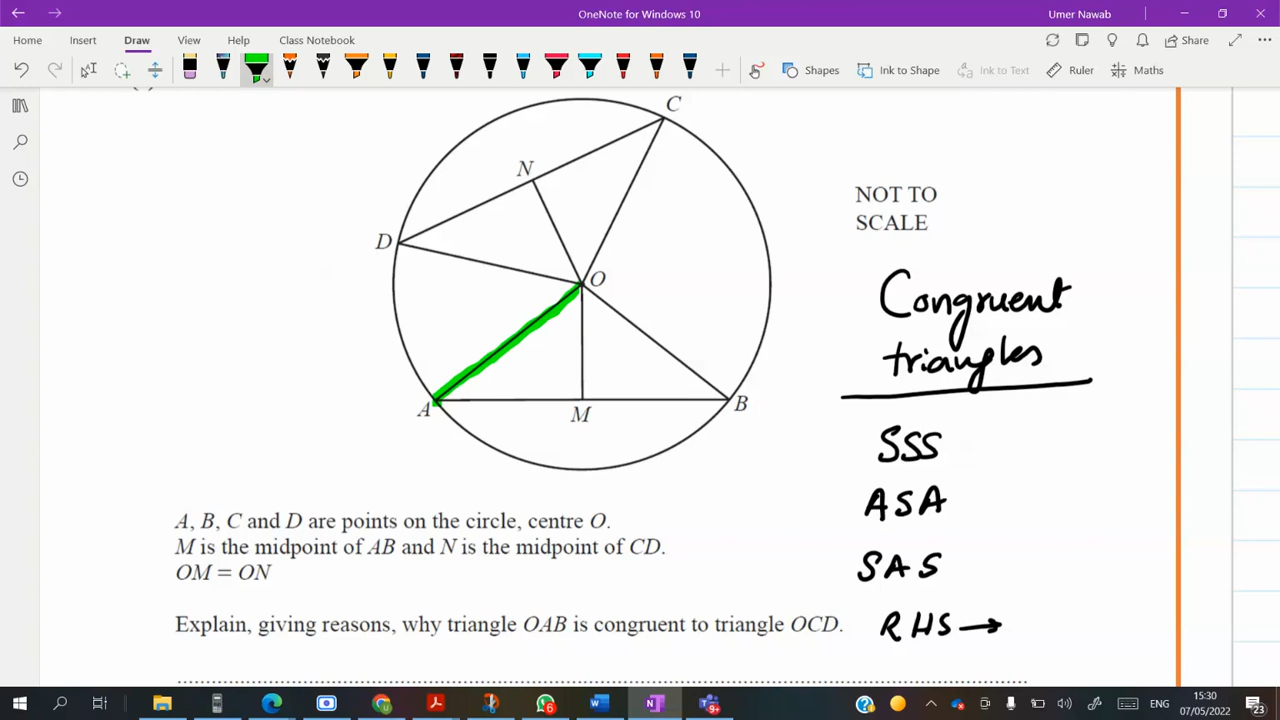 OneNote for Windows 10
Umer Nawab
Home Insert Draw View Help Class Notebook
Share
Shapes
Ink to Shape
Ink to Text
Ruler
Maths
C
N
D
O
A
M
B
NOT TO
SCALE
Congruent
triangles
SSS
ASA
SAS
RHS →
A, B, C and D are points on the circle, centre O.
M is the midpoint of AB and N is the midpoint of CD.
OM = ON
Explain, giving reasons, why triangle OAB is congruent to triangle OCD.
6
9+
ENG
15:30
07/05/2022
23